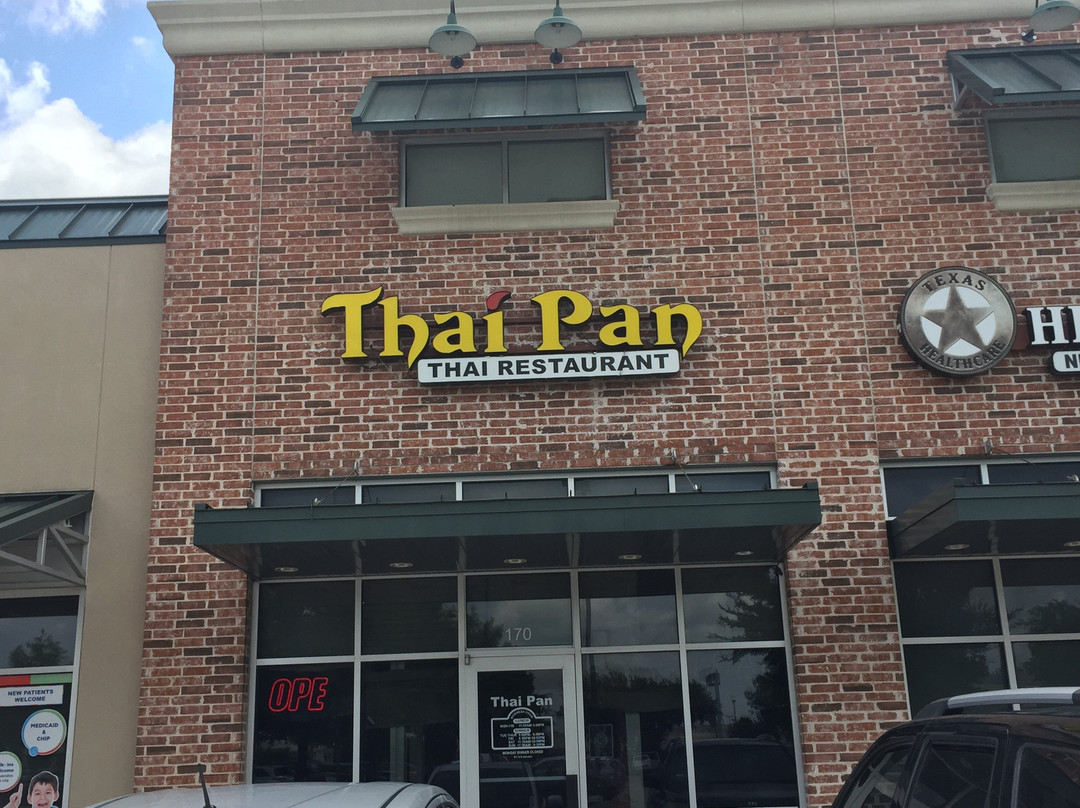 Thai Pan
THAI RESTAURANT
TEXAS
HEALTHCARE
170
OPE
Thai Pan
NEW PATIENTS
WELCOME
MEDICAID
&
CHIP